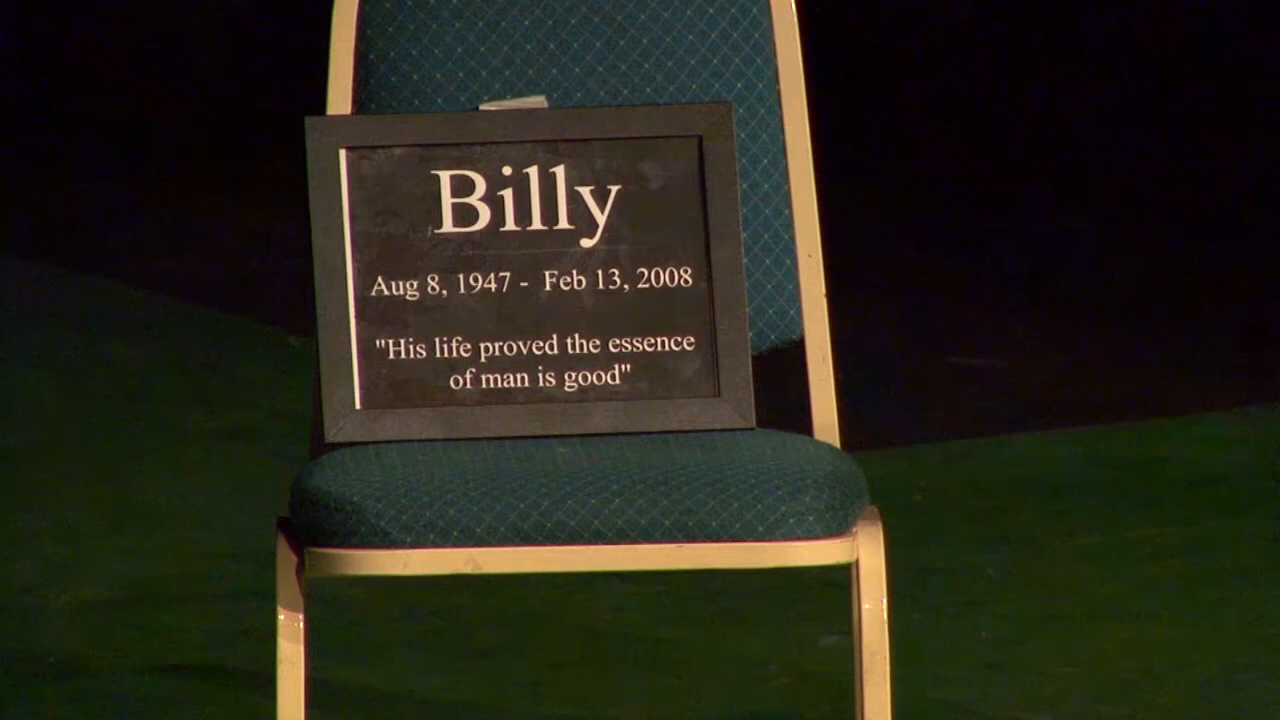 Billy
Aug 8, 1947 - Feb 13, 2008
"His life proved the essence
of man is good"